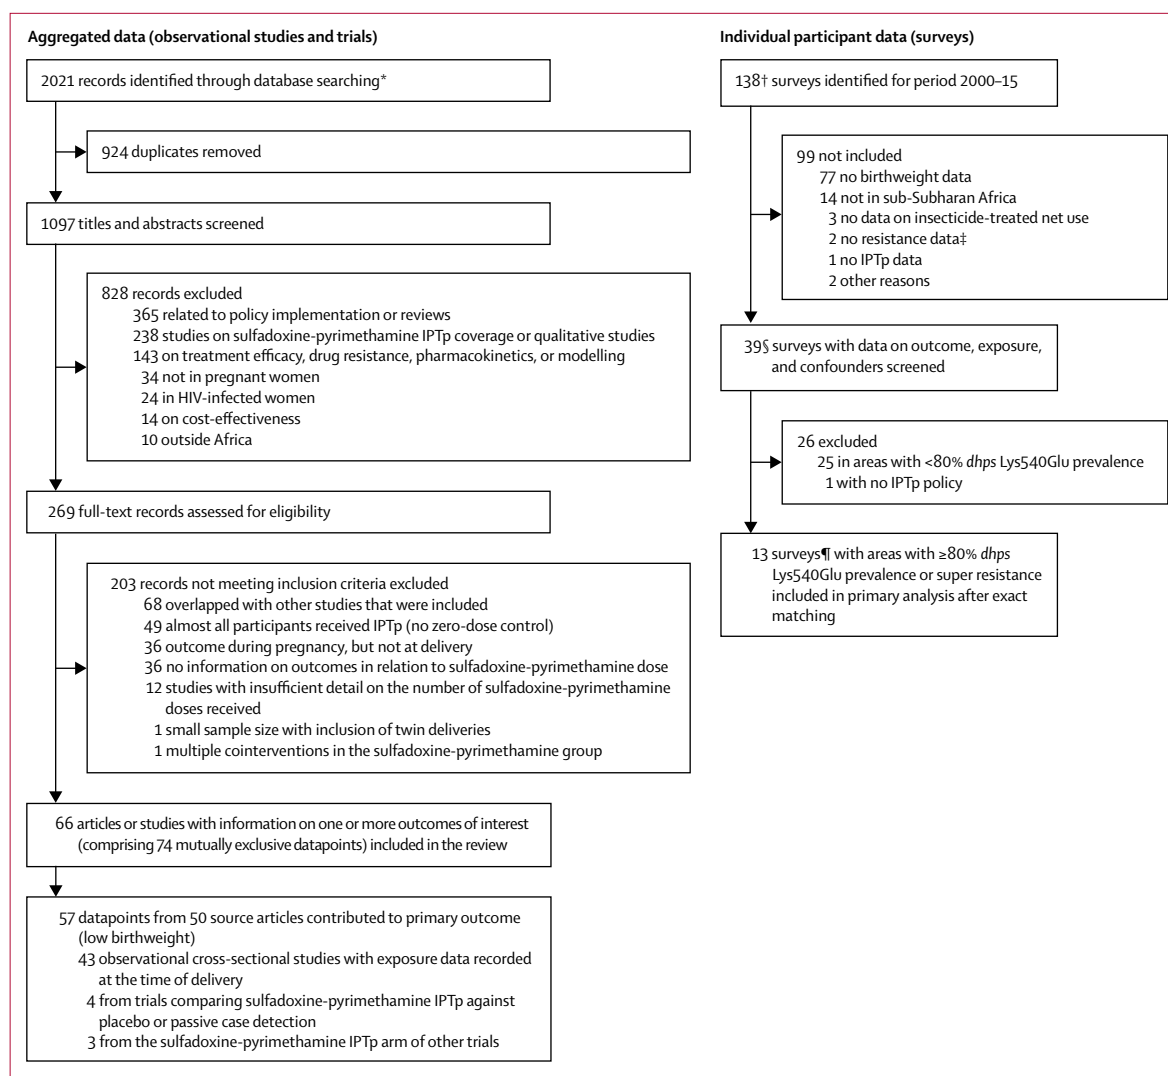 Aggregated data (observational studies and trials)
2021 records identified through database searching*
924 duplicates removed
1097 titles and abstracts screened
828 records excluded
365 related to policy implementation or reviews
238 studies on sulfadoxine-pyrimethamine IPTp coverage or qualitative studies
143 on treatment efficacy, drug resistance, pharmacokinetics, or modelling
34 not in pregnant women
24 in HIV-infected women
14 on cost-effectiveness
10 outside Africa
269 full-text records assessed for eligibility
203 records not meeting inclusion criteria excluded
68 overlapped with other studies that were included
49 almost all participants received IPTp (no zero-dose control)
36 outcome during pregnancy, but not at delivery
36 no information on outcomes in relation to sulfadoxine-pyrimethamine dose
12 studies with insufficient detail on the number of sulfadoxine-pyrimethamine
doses received
1 small sample size with inclusion of twin deliveries
1 multiple cointerventions in the sulfadoxine-pyrimethamine group
66 articles or studies with information on one or more outcomes of interest
(comprising 74 mutually exclusive datapoints) included in the review
57 datapoints from 50 source articles contributed to primary outcome
(low birthweight)
43 observational cross-sectional studies with exposure data recorded
at the time of delivery
4 from trials comparing sulfadoxine-pyrimethamine IPTp against
placebo or passive case detection
3 from the sulfadoxine-pyrimethamine IPTp arm of other trials
Individual participant data (surveys)
138† surveys identified for period 2000–15
99 not included
77 no birthweight data
14 not in sub-Subharan Africa
3 no data on insecticide-treated net use
2 no resistance data‡
1 no IPTp data
2 other reasons
39§ surveys with data on outcome, exposure,
and confounders screened
26 excluded
25 in areas with <80% dhps Lys540Glu prevalence
1 with no IPTp policy
13 surveys¶ with areas with ≥80% dhps
Lys540Glu prevalence or super resistance
included in primary analysis after exact
matching